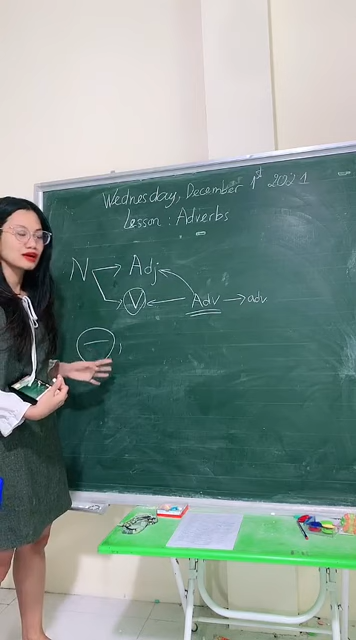 Wednesday, December 1st 2021
Lesson : Adverbs
N → Adj
V ← Adv → adv